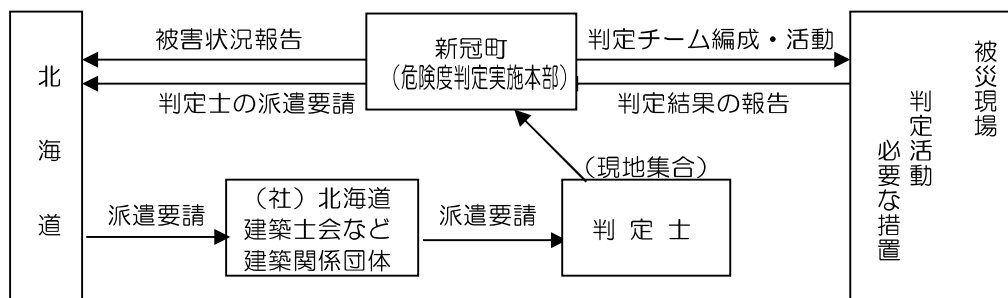 北海道
被害状況報告
判定士の派遣要請
新冠町
（危険度判定実施本部）
判定チーム編成・活動
判定結果の報告
被災現場
判定活動
必要な措置
派遣要請
（社）北海道
建築士会など
建築関係団体
派遣要請
（現地集合）
判定士